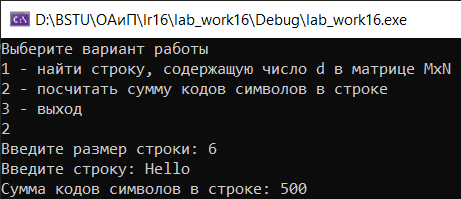 D:\BSTU\ОАиП\lr16\lab_work16\Debug\lab_work16.exe
Выберите вариант работы
1 - найти строку, содержащую число d в матрице MxN
2 - посчитать сумму кодов символов в строке
3 - выход
2
Введите размер строки: 6
Введите строку: Hello
Сумма кодов символов в строке: 500